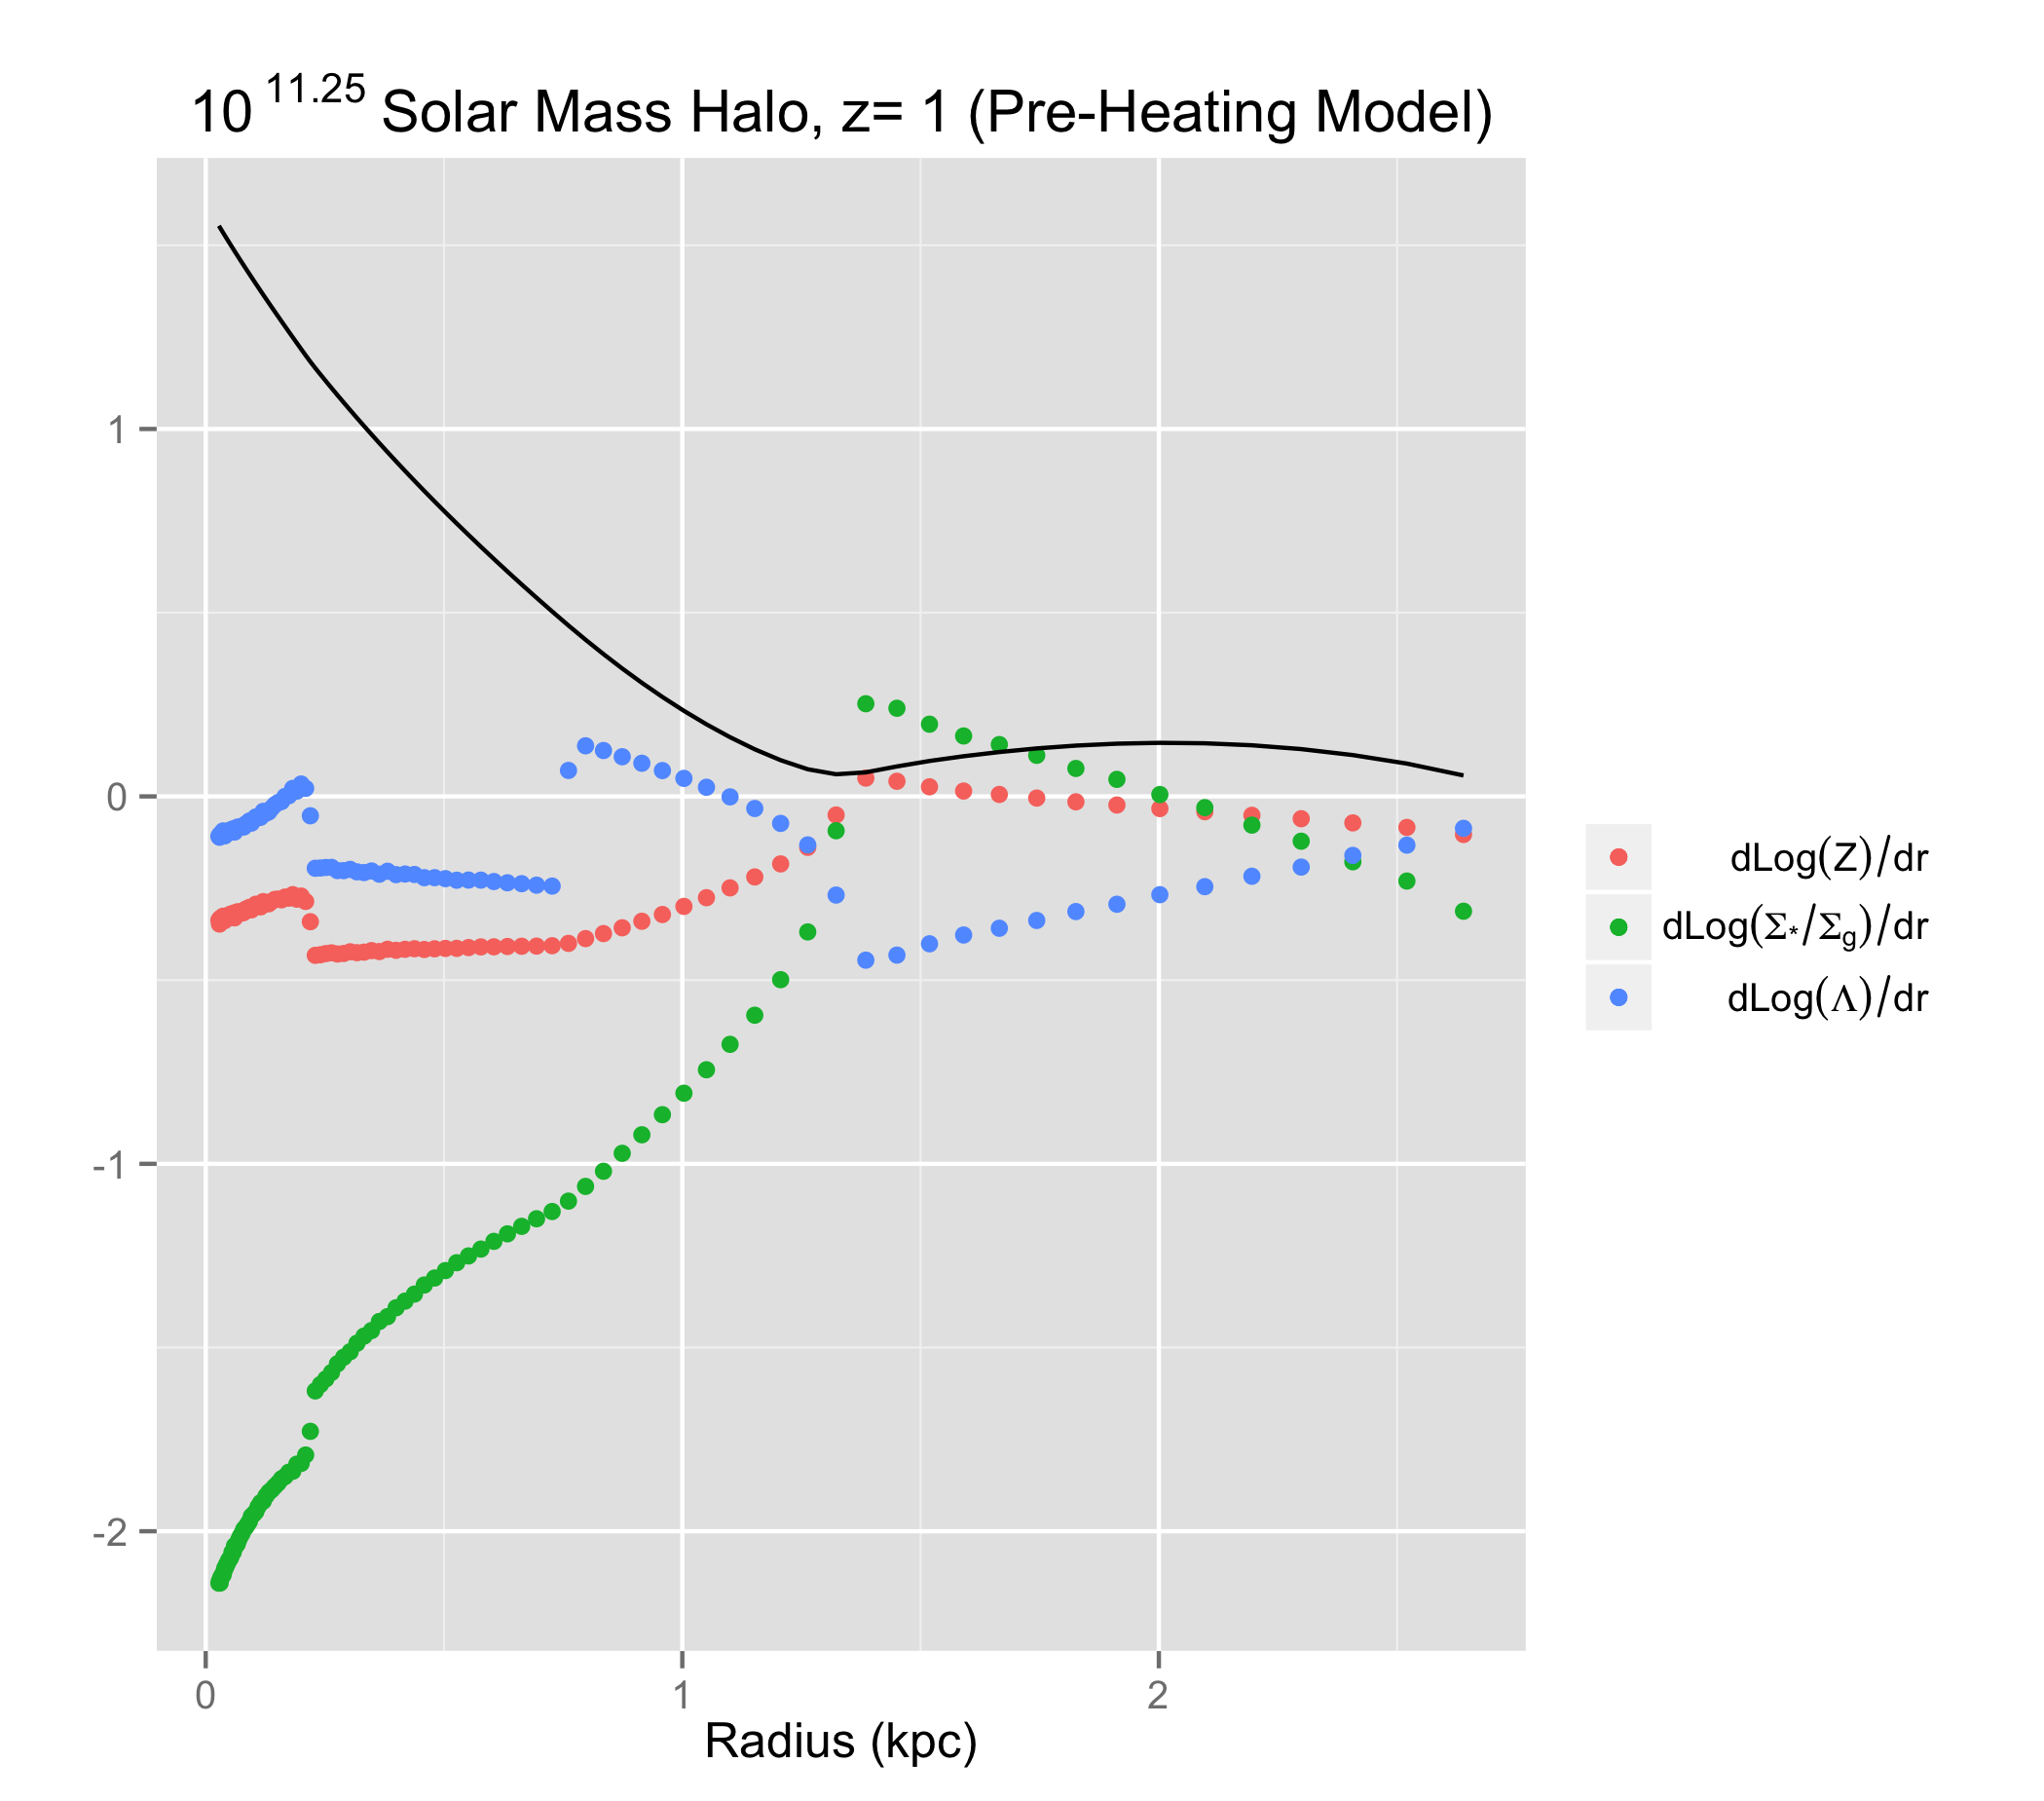 10^11.25 Solar Mass Halo, z= 1 (Pre-Heating Model)
1
0
-1
-2
0 1 2
Radius (kpc)
dLog(Z)/dr
dLog(Σ*/Σg)/dr
dLog(Λ)/dr